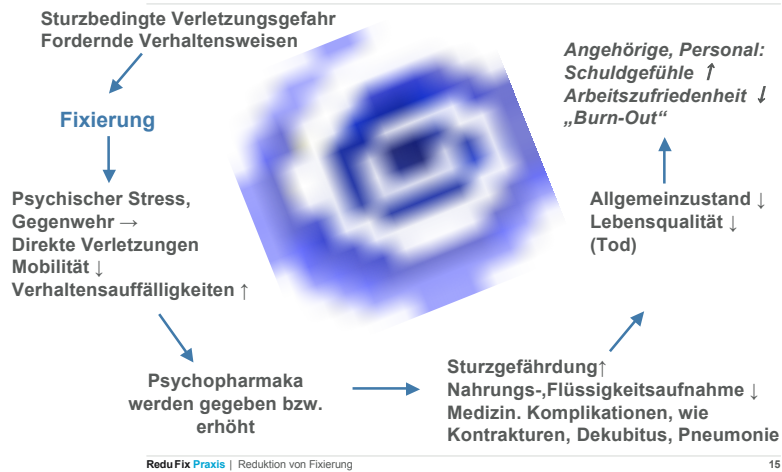 Sturzbedingte Verletzungsgefahr
Fordernde Verhaltensweisen
Fixierung
Psychischer Stress,
Gegenwehr →
Direkte Verletzungen
Mobilität ↓
Verhaltensauffälligkeiten ↑
Psychopharmaka
werden gegeben bzw.
erhöht
Sturzgefährdung↑
Nahrungs-,Flüssigkeitsaufnahme ↓
Medizin. Komplikationen, wie
Kontrakturen, Dekubitus, Pneumonie
Allgemeinzustand ↓
Lebensqualität ↓
(Tod)
Angehörige, Personal:
Schuldgefühle ↑
Arbeitszufriedenheit ↓
„Burn-Out“
ReduFix Praxis | Reduktion von Fixierung
15